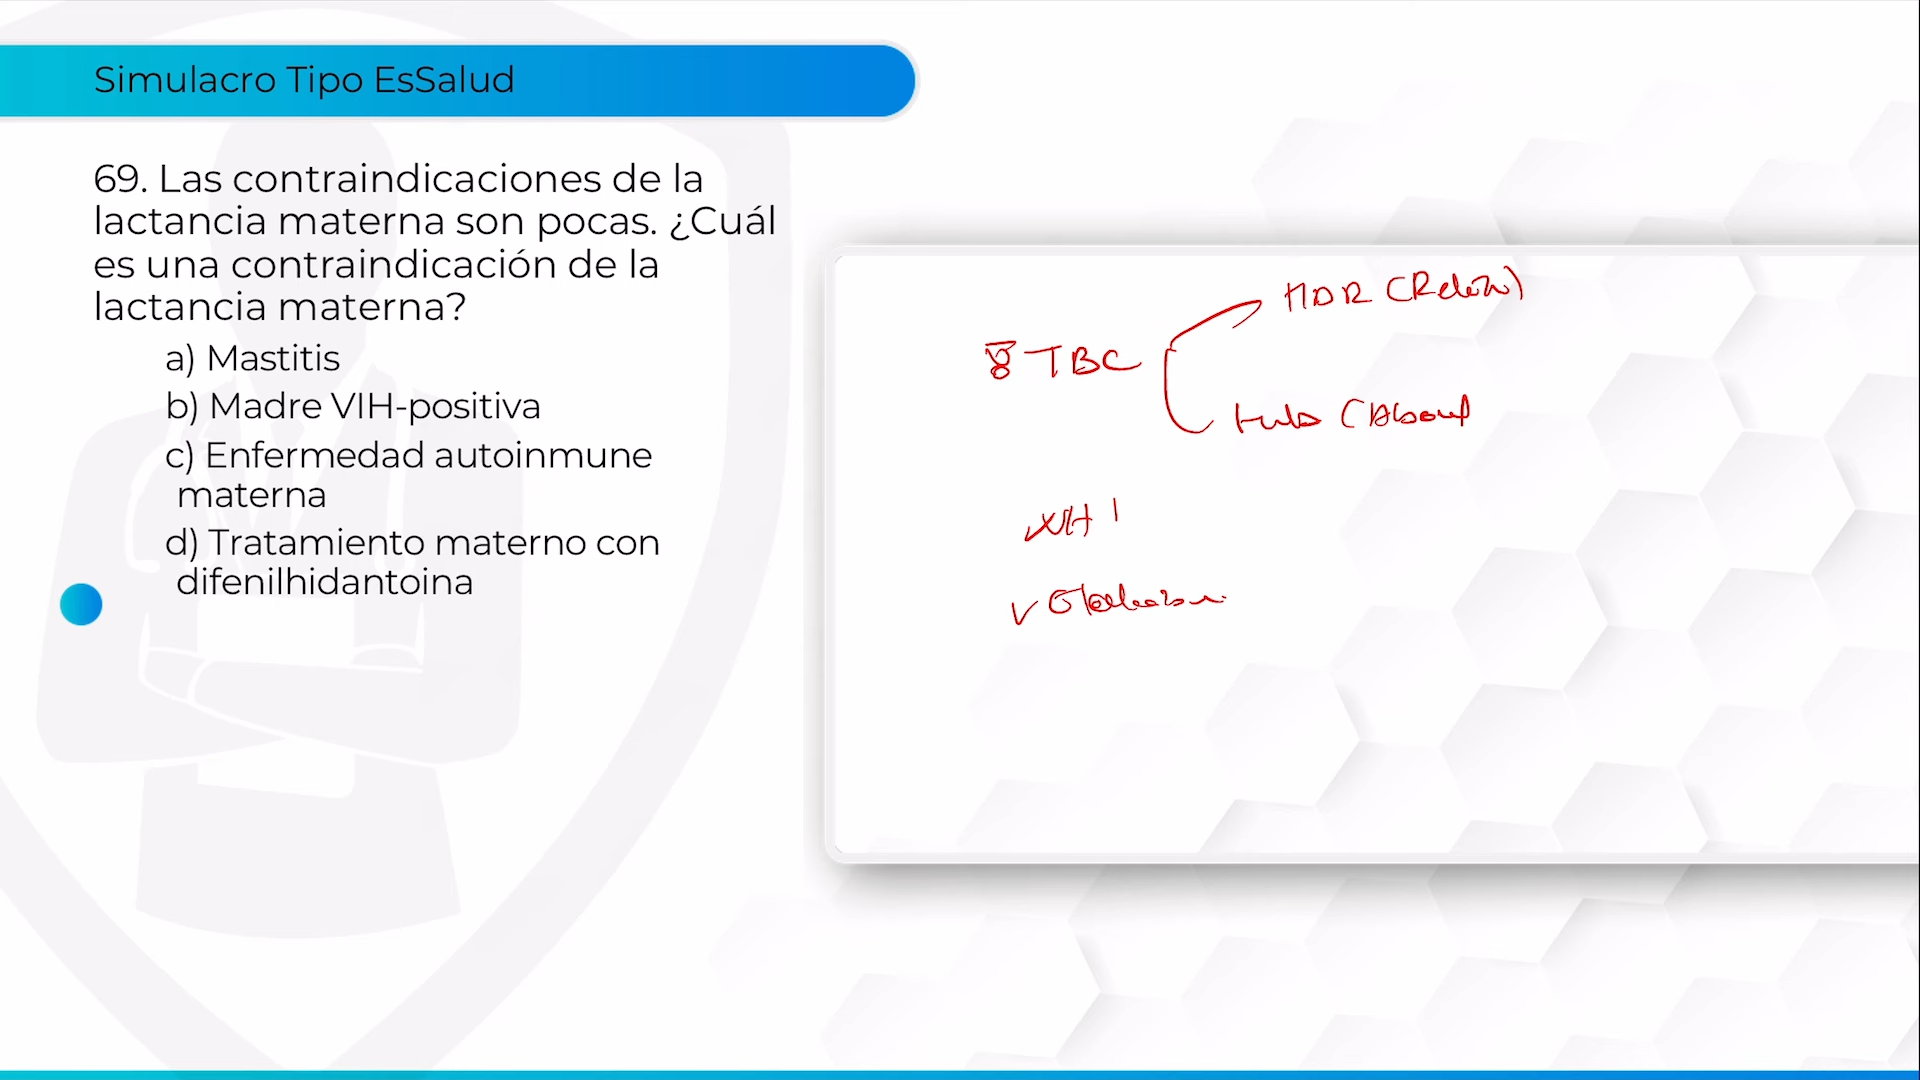 Simulacro Tipo EsSalud
69. Las contraindicaciones de la
lactancia materna son pocas. ¿Cuál
es una contraindicación de la
lactancia materna?
a) Mastitis
b) Madre VIH-positiva
c) Enfermedad autoinmune
materna
d) Tratamiento materno con
difenilhidantoina
TBC